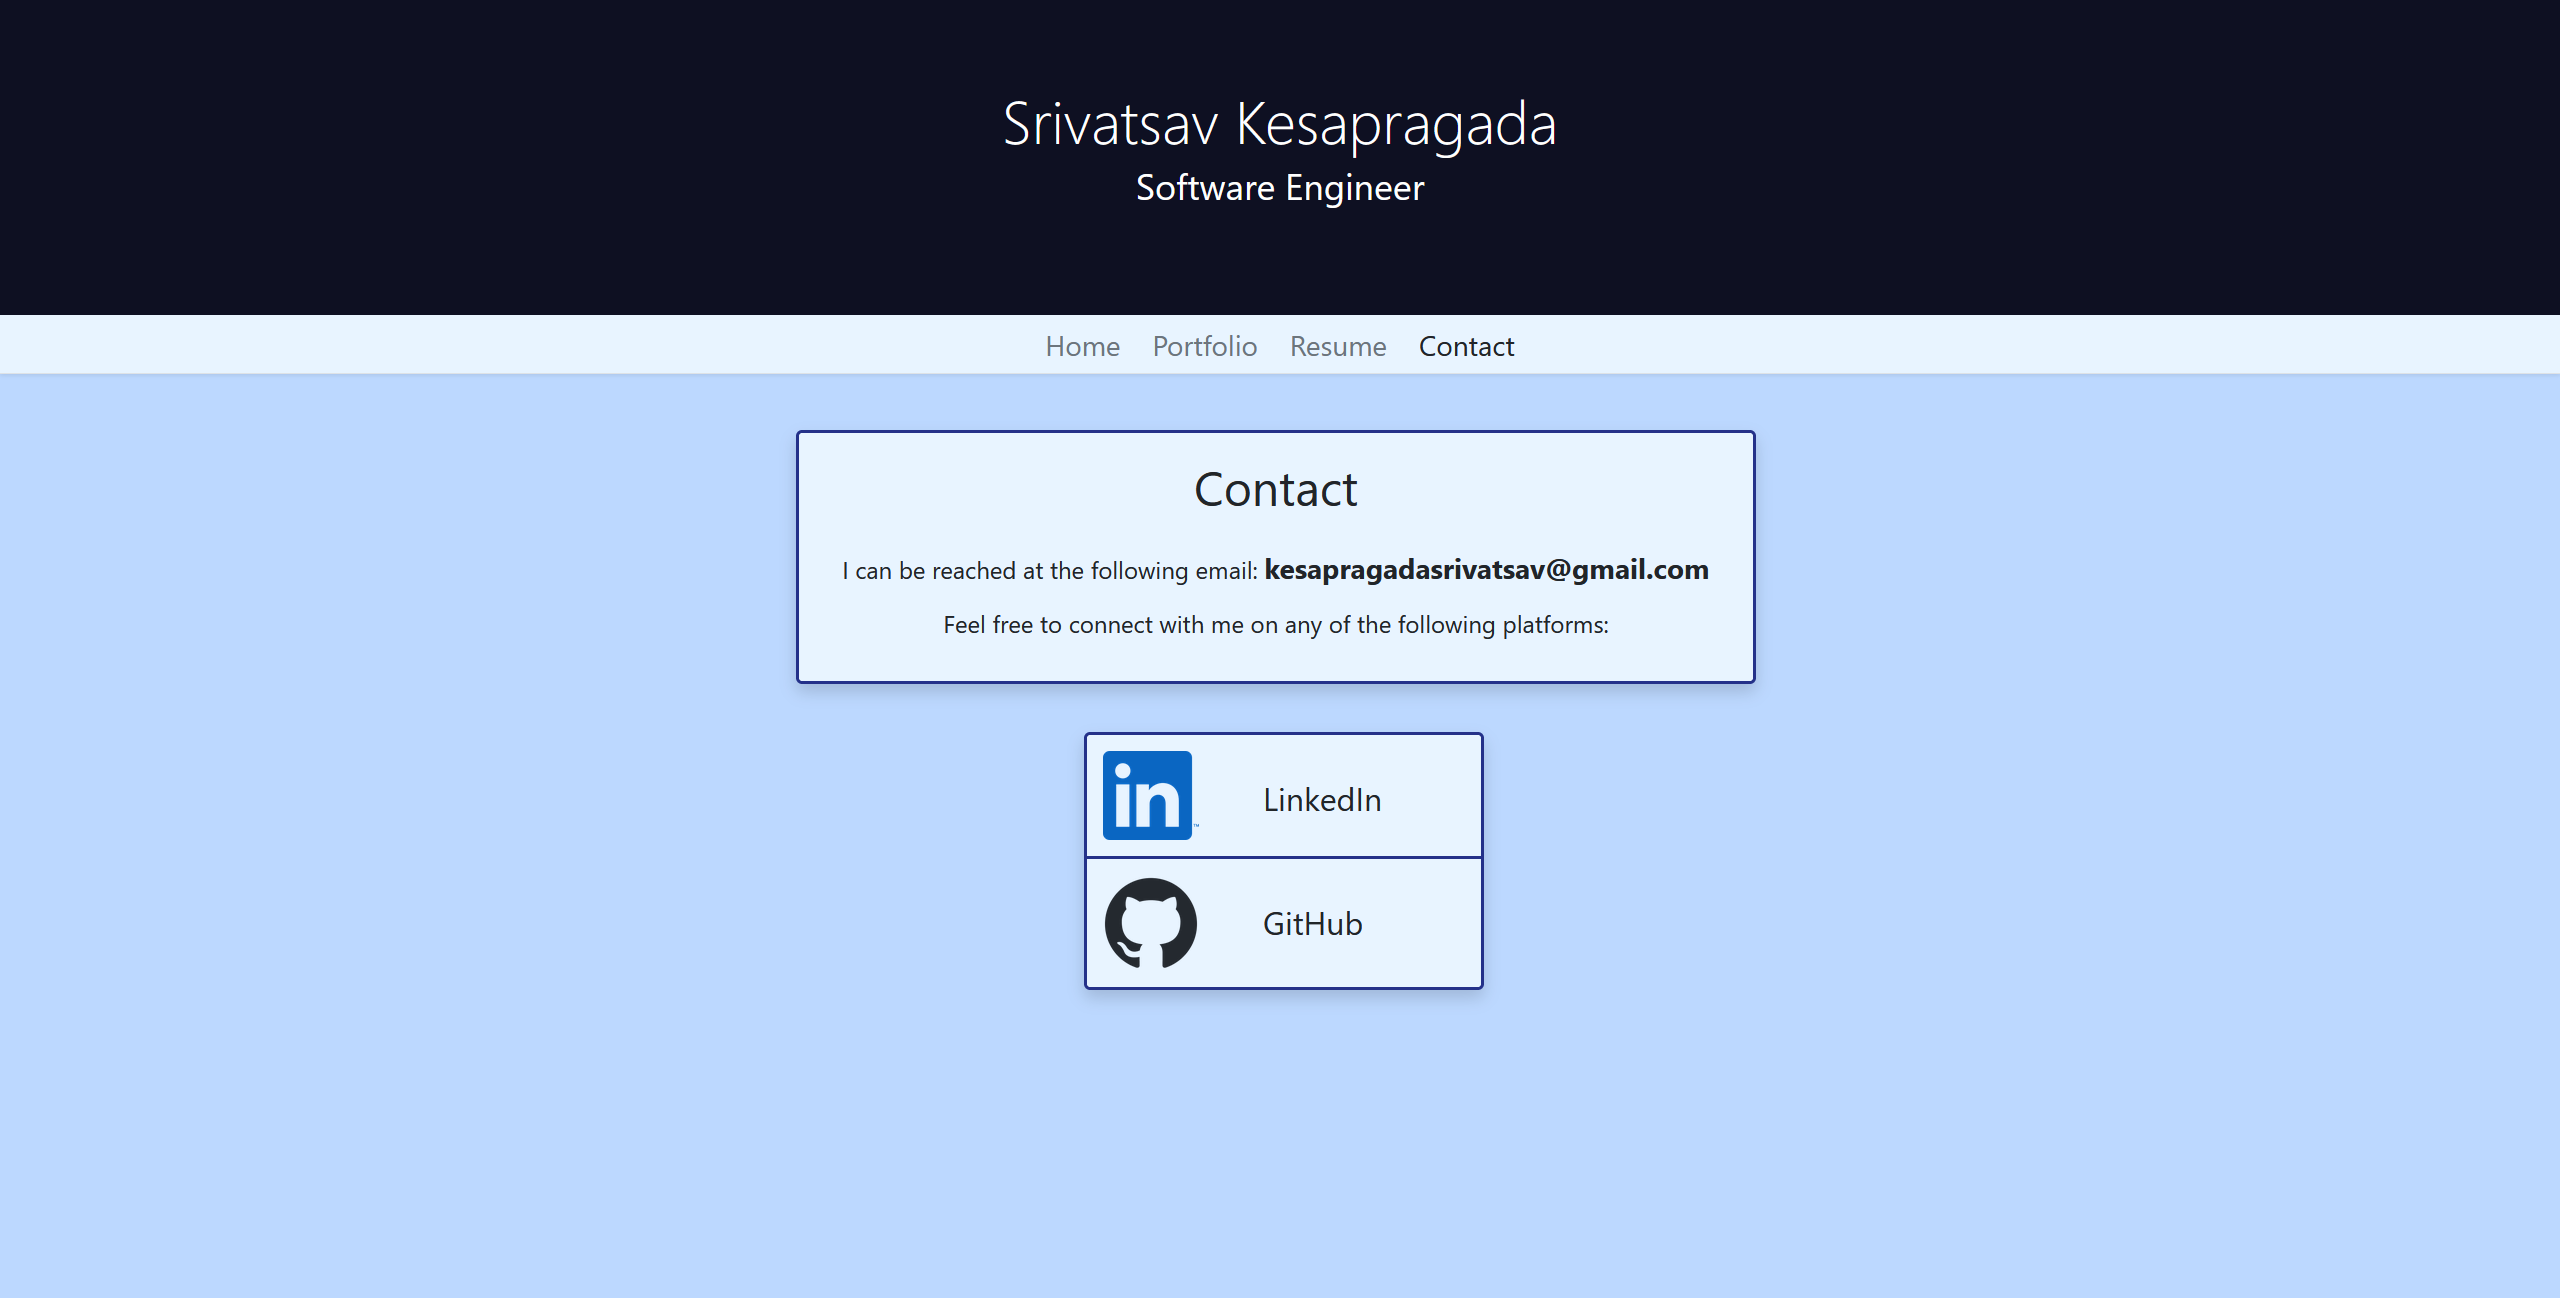 Srivatsav Kesapragada
Software Engineer
Home Portfolio Resume Contact
Contact
I can be reached at the following email: kesapragadasrivatsav@gmail.com
Feel free to connect with me on any of the following platforms:
in
LinkedIn
GitHub